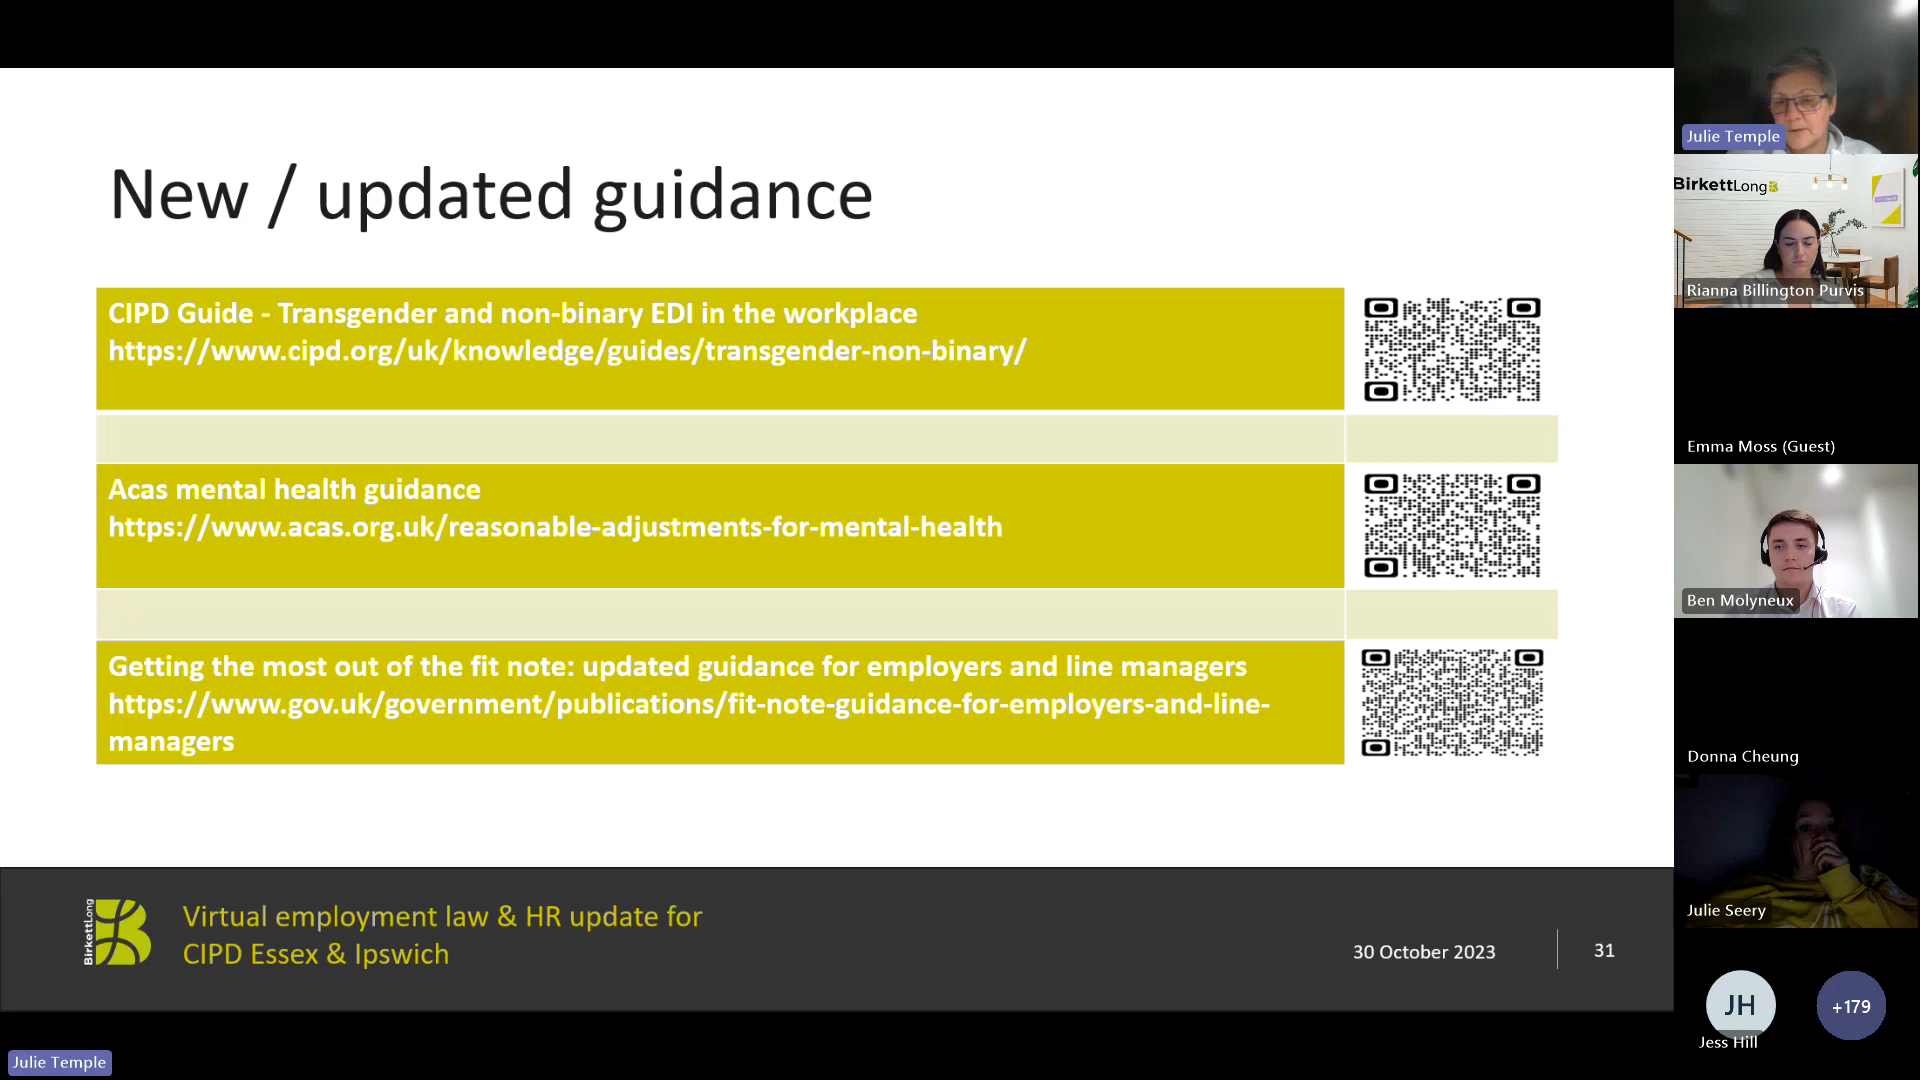 New / updated guidance
CIPD Guide - Transgender and non-binary EDI in the workplace
https://www.cipd.org/uk/knowledge/guides/transgender-non-binary/
Acas mental health guidance
https://www.acas.org.uk/reasonable-adjustments-for-mental-health
Getting the most out of the fit note: updated guidance for employers and line managers
https://www.gov.uk/government/publications/fit-note-guidance-for-employers-and-line-
managers
BirkettLong
Virtual employment law & HR update for
CIPD Essex & Ipswich
30 October 2023
31
Julie Temple
Julie Temple
BirkettLong
Rianna Billington Purvis
Emma Moss (Guest)
Ben Molyneux
Donna Cheung
Julie Seery
JH
Jess Hill
+179